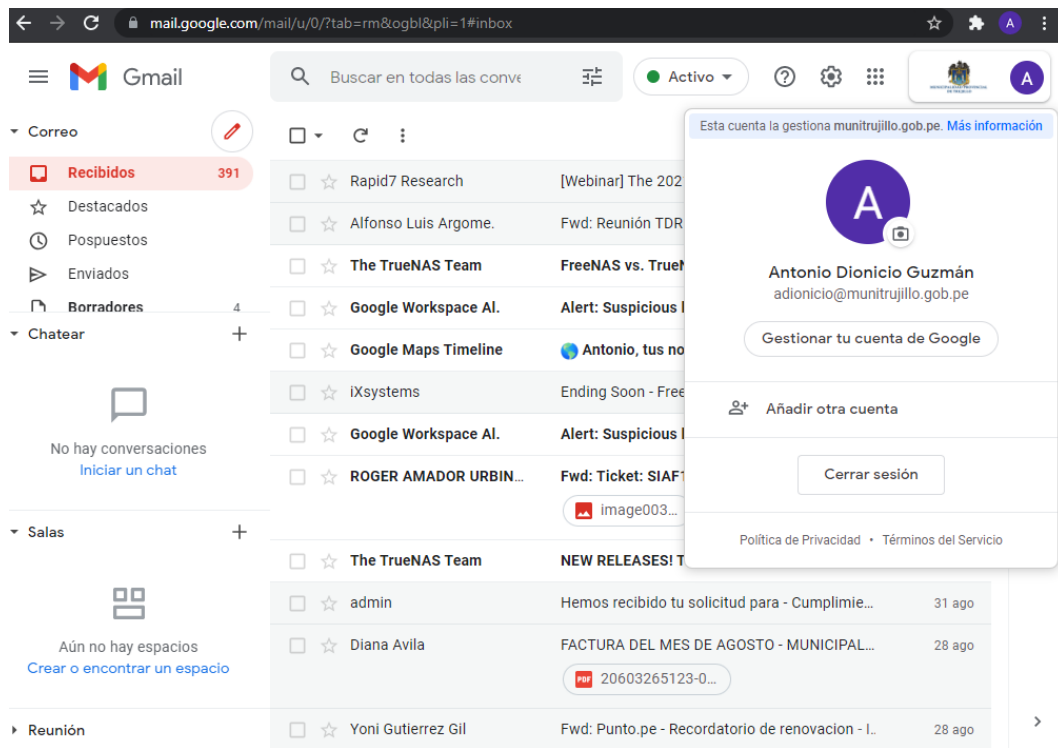 mail.google.com/mail/u/0/?tab=rm&ogbl&pli=1#inbox
A
Gmail
Buscar en todas las conve
Activo
MUNICIPALIDAD PROVINCIAL
DE TRUJILLO
A
Correo
Recibidos 391
Destacados
Pospuestos
Enviados
Borradores 4
Chatear
No hay conversaciones
Iniciar un chat
Salas
Aún no hay espacios
Crear o encontrar un espacio
Reunión
Rapid7 Research [Webinar] The 202
Alfonso Luis Argome. Fwd: Reunión TDR
The TrueNAS Team FreeNAS vs. True
Google Workspace Al. Alert: Suspicious
Google Maps Timeline Antonio, tus no
iXsystems Ending Soon - Free
Google Workspace Al. Alert: Suspicious
ROGER AMADOR URBIN... Fwd: Ticket: SIAF
image003...
The TrueNAS Team NEW RELEASES! T
admin Hemos recibido tu solicitud para - Cumplimie... 31 ago
Diana Avila FACTURA DEL MES DE AGOSTO - MUNICIPAL... 28 ago
PDF 20603265123-0...
Yoni Gutierrez Gil Fwd: Punto.pe - Recordatorio de renovacion - I.. 28 ago
Esta cuenta la gestiona munitrujillo.gob.pe. Más información
A
Antonio Dionicio Guzmán
adionicio@munitrujillo.gob.pe
Gestionar tu cuenta de Google
Añadir otra cuenta
Cerrar sesión
Política de Privacidad • Términos del Servicio